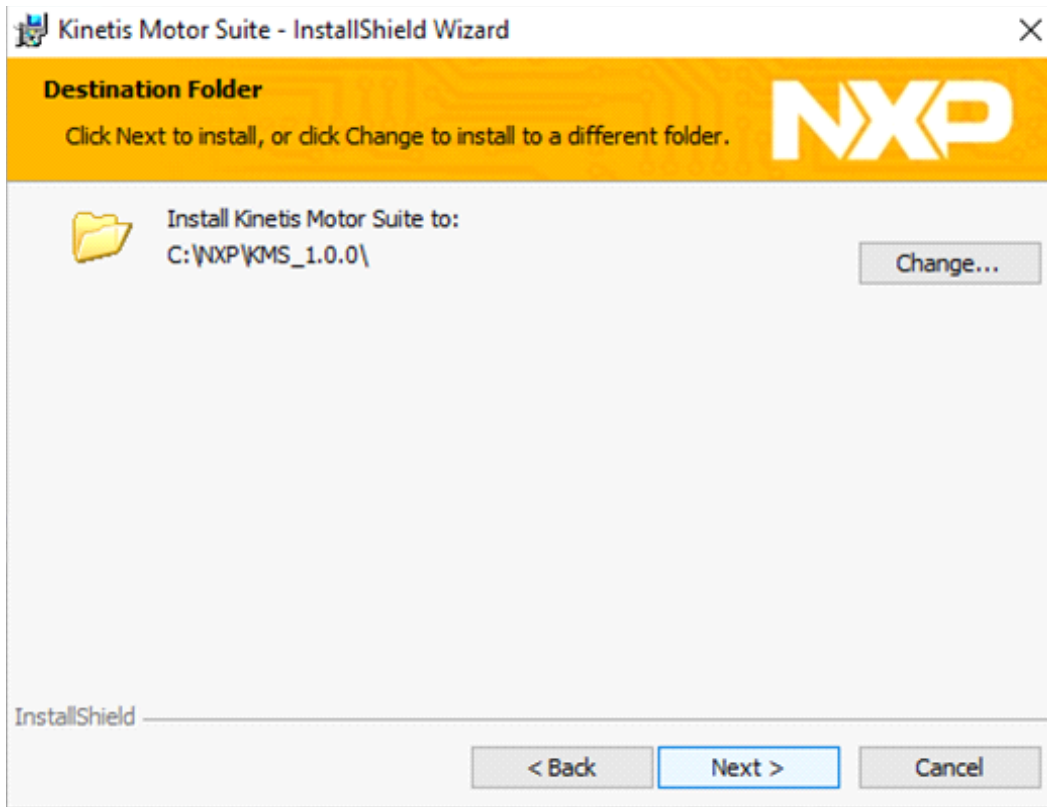 Kinetis Motor Suite - InstallShield Wizard
Destination Folder
Click Next to install, or click Change to install to a different folder.
NXP
Install Kinetis Motor Suite to:
C:\NXP\KMS_1.0.0\
Change...
InstallShield
< Back
Next >
Cancel